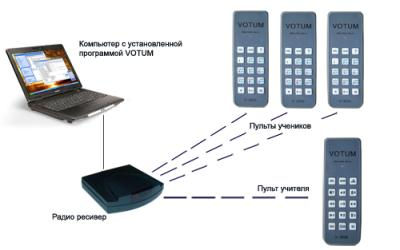 Компьютер с установленной
программой VOTUM
VOTUM
VOTUM
VOTUM
Пульты учеников
VOTUM
Пульт учителя
Радио ресивер